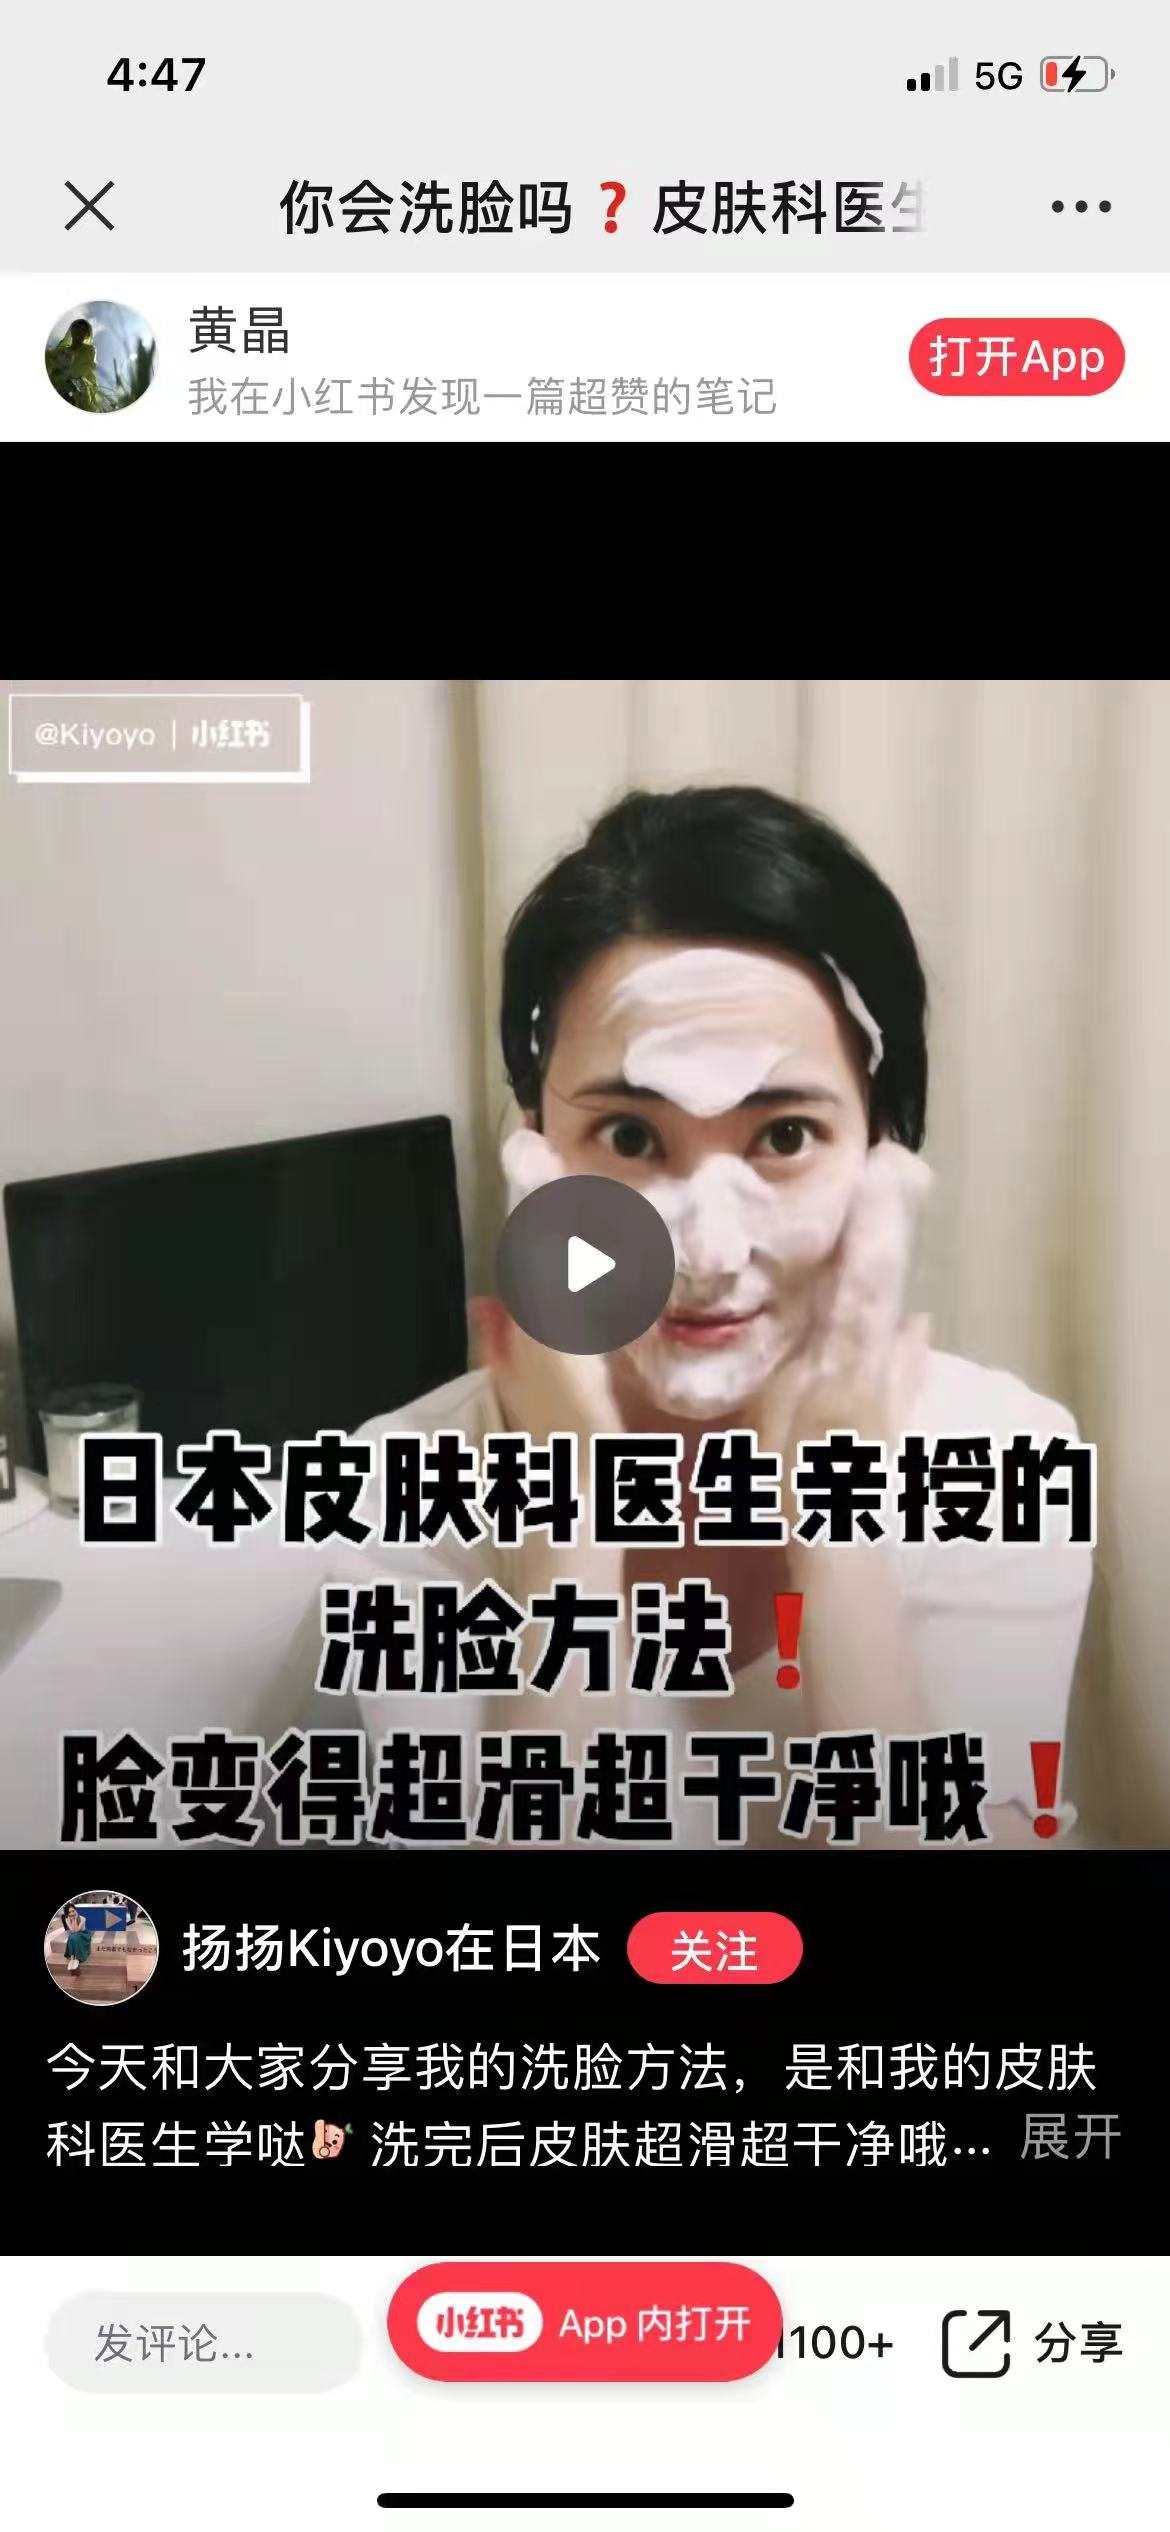 4:47
5G
你会洗脸吗❓皮肤科医生
黄晶
我在小红书发现一篇超赞的笔记
打开App
@Kiyoyo | 小红书
日本皮肤科医生亲授的
洗脸方法❗
脸变得超滑超干净哦❗
扬扬Kiyoyo在日本
关注
今天和大家分享我的洗脸方法，是和我的皮肤
科医生学哒 洗完后皮肤超滑超干净哦... 展开
发评论...
小红书 App 内打开
1100+
分享